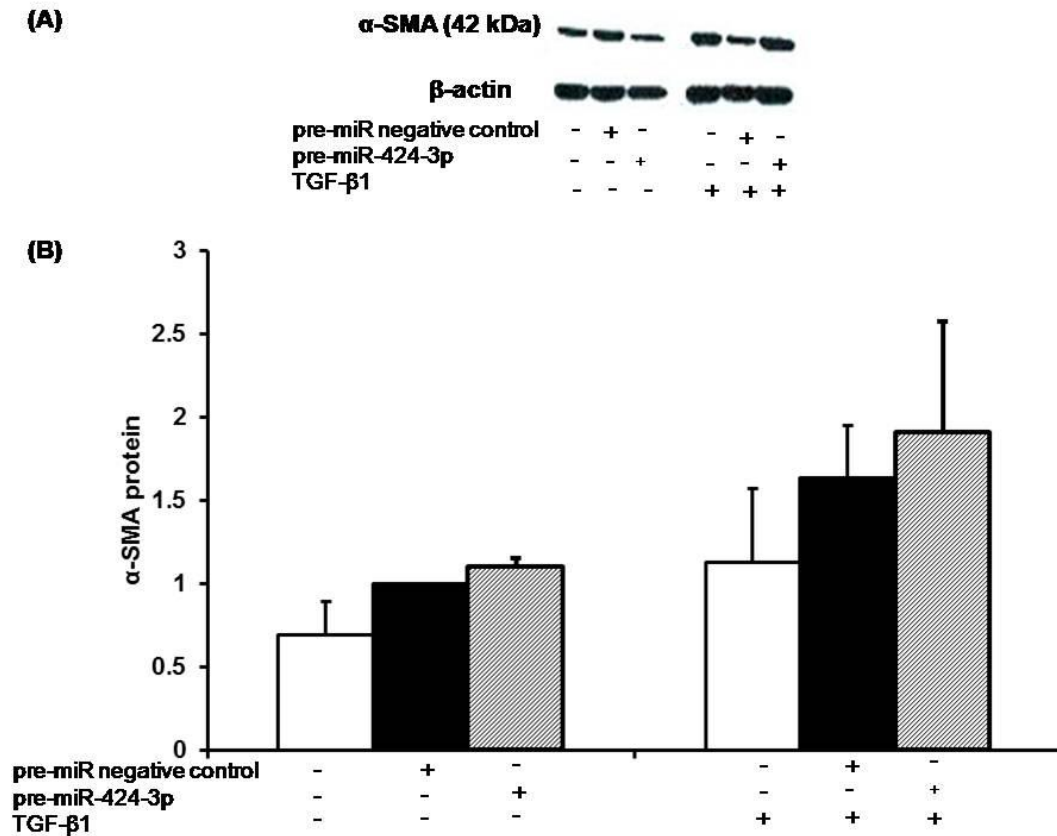 (A)
α-SMA (42 kDa)
β-actin
pre-miR negative control - + - - + -
pre-miR-424-3p - - + - - +
TGF-β1 - - - + + +
(B)
3
2.5
2
1.5
1
0.5
0
α-SMA protein
pre-miR negative control - + - - + -
pre-miR-424-3p - - + - - +
TGF-β1 - - - + + +